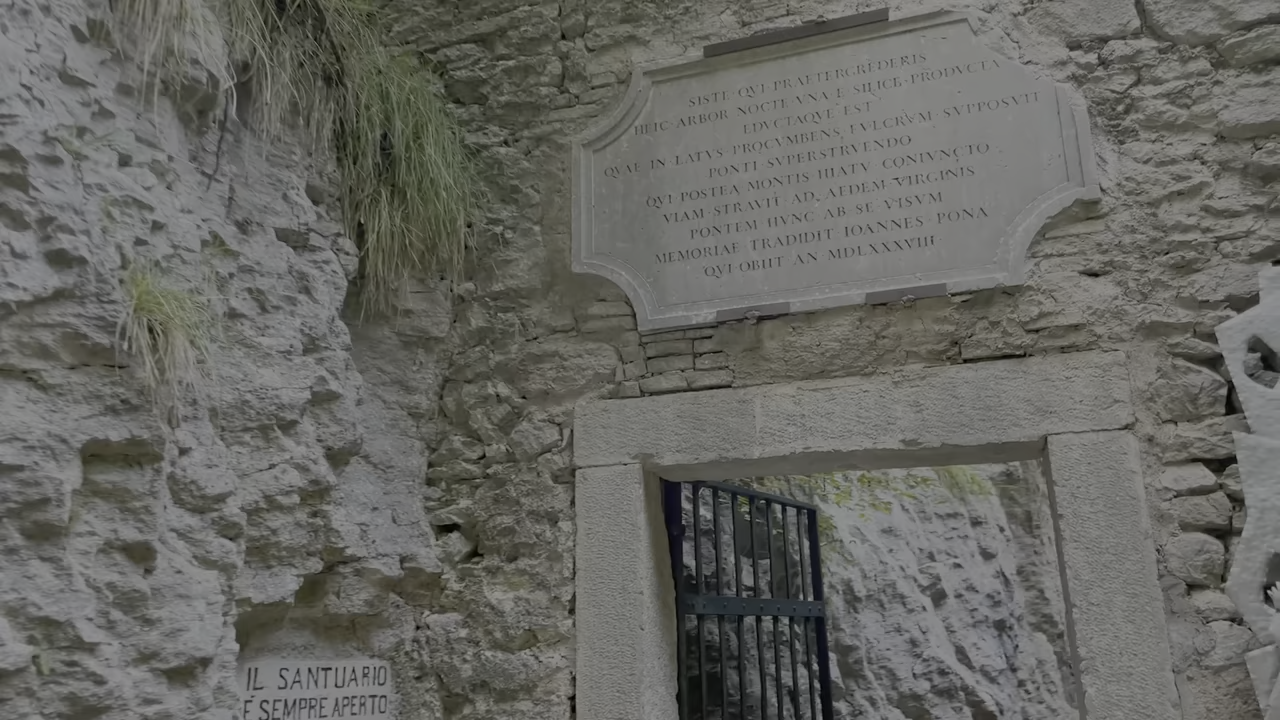 SISTE QVI PRAETERGREDERIS
HEIC·ARBOR NOCTE VNA E SILICE·PRODVCTA
EDVCTAQVE EST
QVAE IN LATVS PROCVMBENS, FVLCRVM SVPPOSVIT
PONTI SVPERSTRVENDO
QVI POSTEA MONTIS HIATV CONIVNCTO
VIAM STRAVIT AD AEDEM VIRGINIS
PONTEM HVNC AB SE VISVM
MEMORIAE TRADIDIT IOANNES PONA
QVI OBIIT AN MDLXXXVIII
IL SANTUARIO
É SEMPRE APERTO